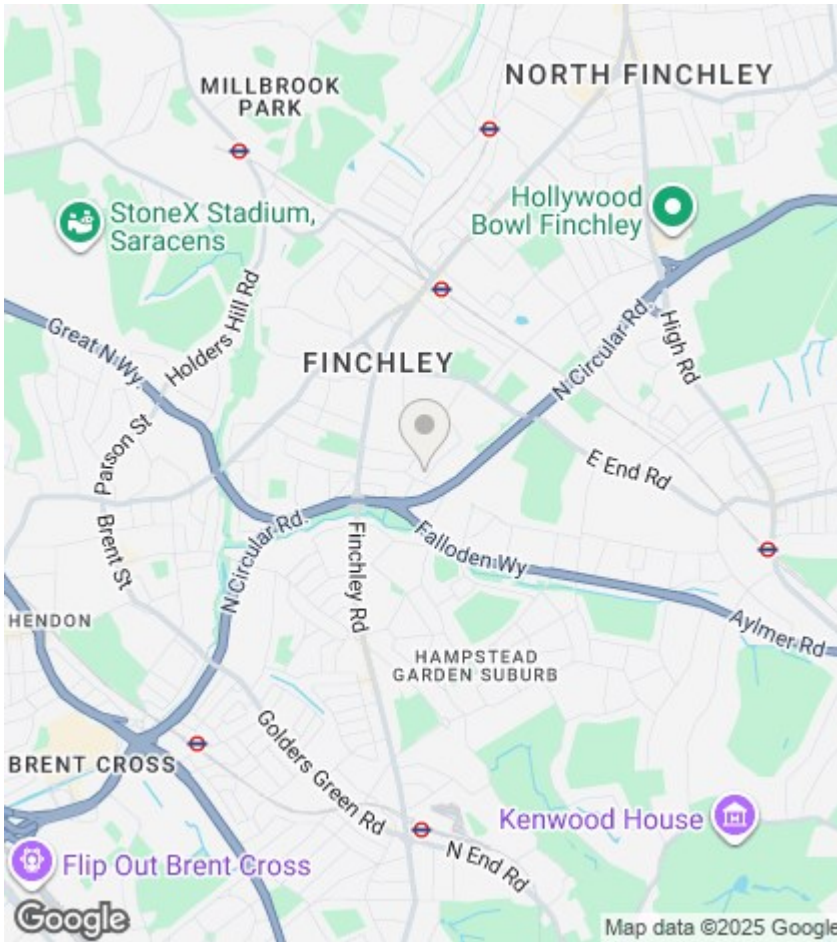 MILLBROOK
PARK
NORTH FINCHLEY
StoneX Stadium,
Saracens
Hollywood
Bowl Finchley
Holders Hill Rd
Great N Wy.
FINCHLEY
N Circular Rd.
High Rd
Parson St
E End Rd
Brent St
N Circular Rd.
Finchley Rd
Falloden Wy
HENDON
Aylmer Rd
HAMPSTEAD
GARDEN SUBURB
BRENT CROSS
Golders Green Rd
Kenwood House
N End Rd
Flip Out Brent Cross
Google
Map data ©2025 Google